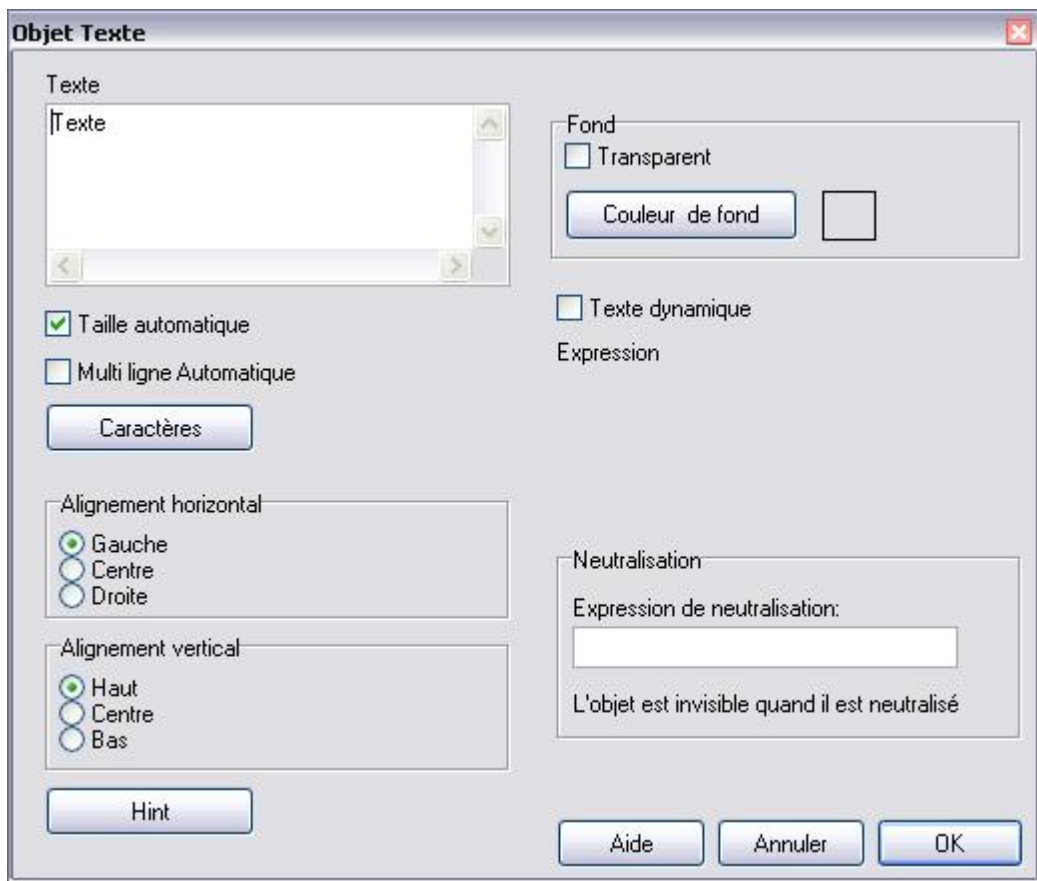 Objet Texte
Texte
Texte
Taille automatique
Multi ligne Automatique
Caractères
Alignement horizontal
Gauche
Centre
Droite
Alignement vertical
Haut
Centre
Bas
Hint
Fond
Transparent
Couleur de fond
Texte dynamique
Expression
Neutralisation
Expression de neutralisation:
L'objet est invisible quand il est neutralisé
Aide
Annuler
OK